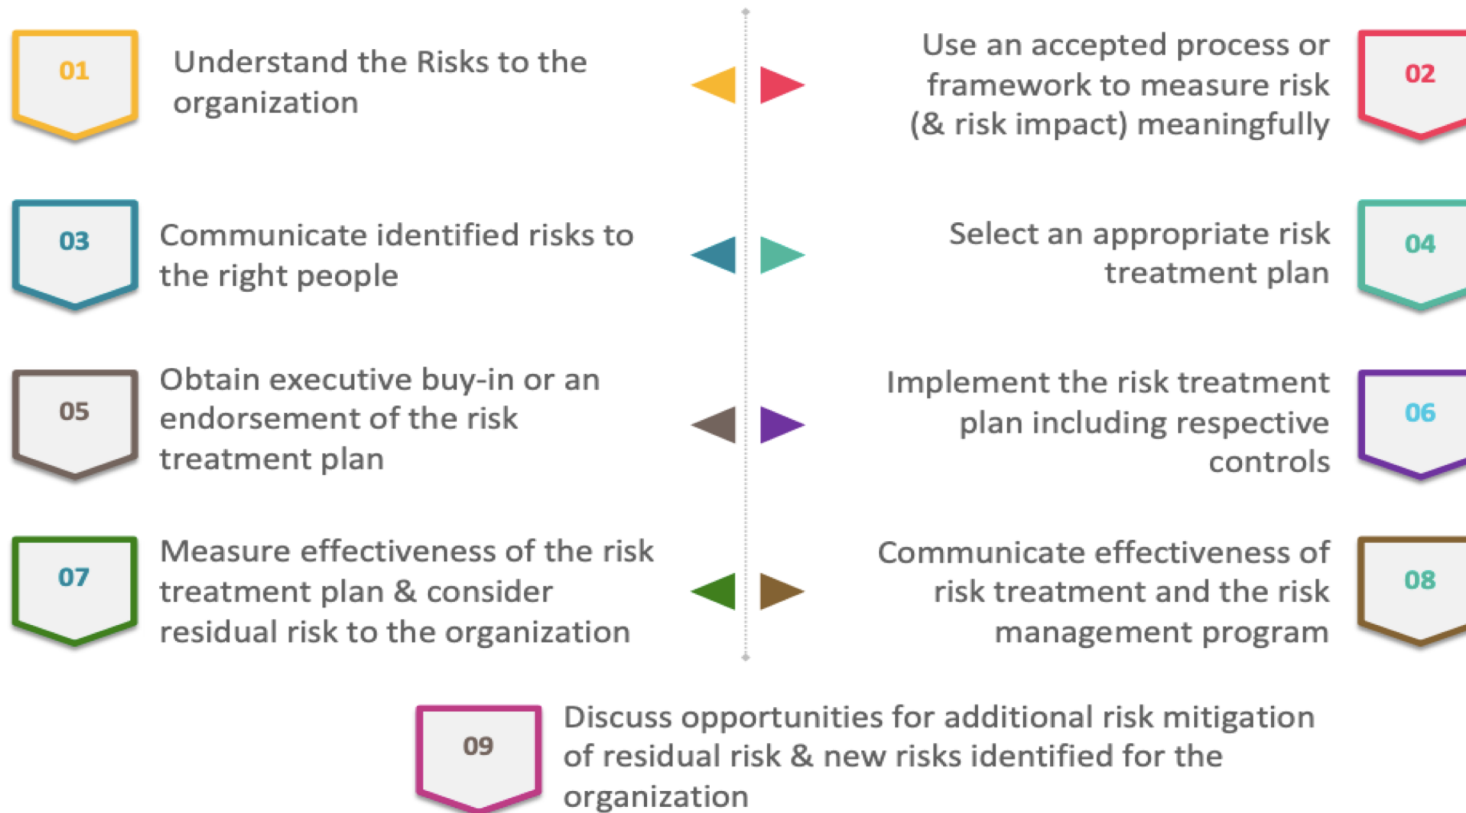 01
Understand the Risks to the
organization
Use an accepted process or
framework to measure risk
(& risk impact) meaningfully
02
03
Communicate identified risks to
the right people
Select an appropriate risk
treatment plan
04
05
Obtain executive buy-in or an
endorsement of the risk
treatment plan
Implement the risk treatment
plan including respective
controls
06
07
Measure effectiveness of the risk
treatment plan & consider
residual risk to the organization
Communicate effectiveness of
risk treatment and the risk
management program
08
09
Discuss opportunities for additional risk mitigation
of residual risk & new risks identified for the
organization